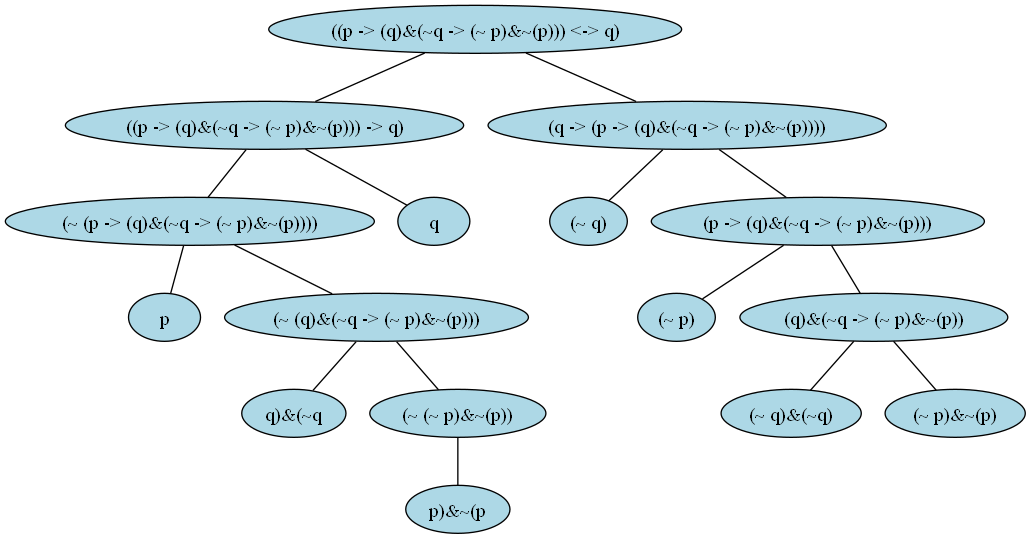 ((p -> (q)&(~q -> (~ p)&~(p))) <-> q)
((p -> (q)&(~q -> (~ p)&~(p))) -> q)
(q -> (p -> (q)&(~q -> (~ p)&~(p))))
(~ (p -> (q)&(~q -> (~ p)&~(p))))
q
(~ q)
(p -> (q)&(~q -> (~ p)&~(p)))
p
(~ (q)&(~q -> (~ p)&~(p)))
(~ p)
(q)&(~q -> (~ p)&~(p))
q)&(~q
(~ (~ p)&~(p))
(~ q)&(~q)
(~ p)&~(p)
p)&~(p